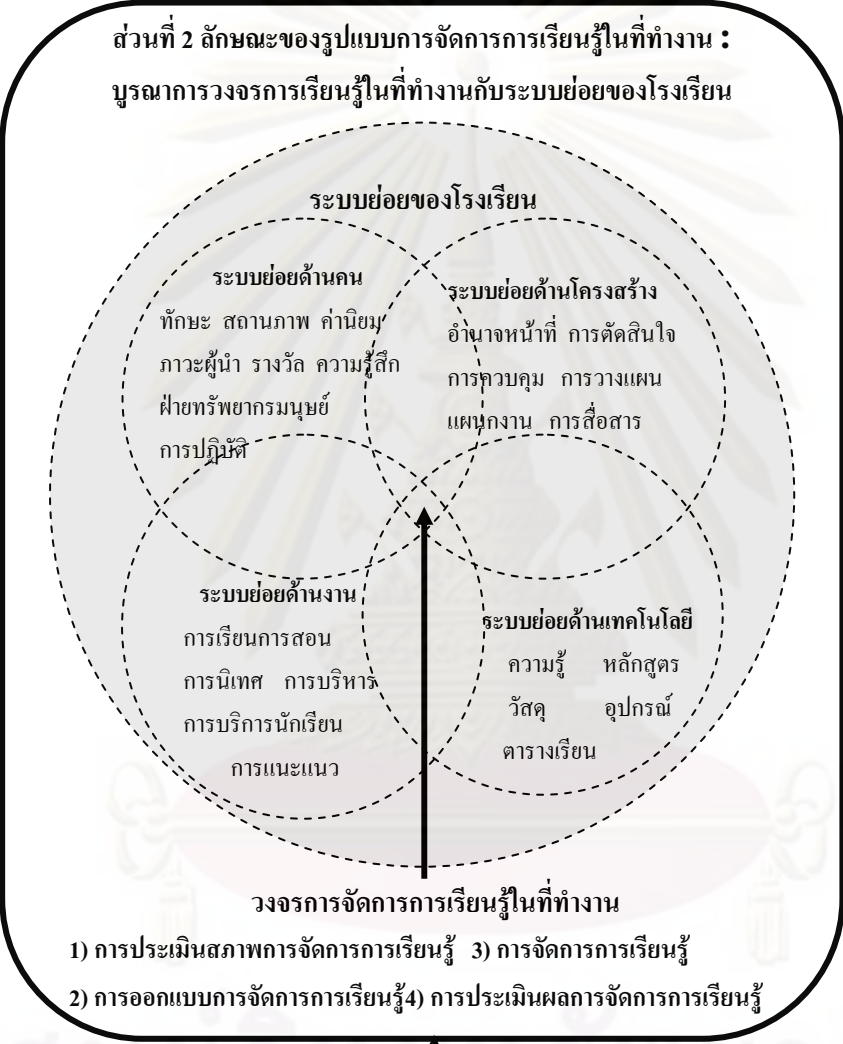 ส่วนที่ 2 ลักษณะของรูปแบบการจัดการการเรียนรู้ในที่ทำงาน :
บูรณาการวงจรการเรียนรู้ในที่ทำงานกับระบบย่อยของโรงเรียน
ระบบย่อยของโรงเรียน
ระบบย่อยด้านคน
ทักษะ สถานภาพ ค่านิยม
ภาวะผู้นำ รางวัล ความรู้สึก
ฝ่ายทรัพยากรมนุษย์
การปฏิบัติ
ระบบย่อยด้านโครงสร้าง
อำนาจหน้าที่ การตัดสินใจ
การควบคุม การวางแผน
แผนกงาน การสื่อสาร
ระบบย่อยด้านงาน
การเรียนการสอน
การนิเทศ การบริหาร
การบริการนักเรียน
การแนะแนว
ระบบย่อยด้านเทคโนโลยี
ความรู้ หลักสูตร
วัสดุ อุปกรณ์
ตารางเรียน
วงจรการจัดการการเรียนรู้ในที่ทำงาน
1) การประเมินสภาพการจัดการการเรียนรู้ 3) การจัดการการเรียนรู้
2) การออกแบบการจัดการการเรียนรู้4) การประเมินผลการจัดการการเรียนรู้